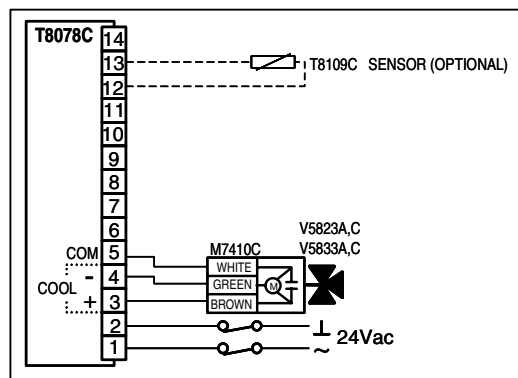 T8078C
14
13
T8109C SENSOR (OPTIONAL)
12
11
10
9
8
7
6
V5823A,C
COM 5 M7410C V5833A,C
WHITE
- 4 GREEN M
COOL
+ 3 BROWN
2
24Vac
1 ~